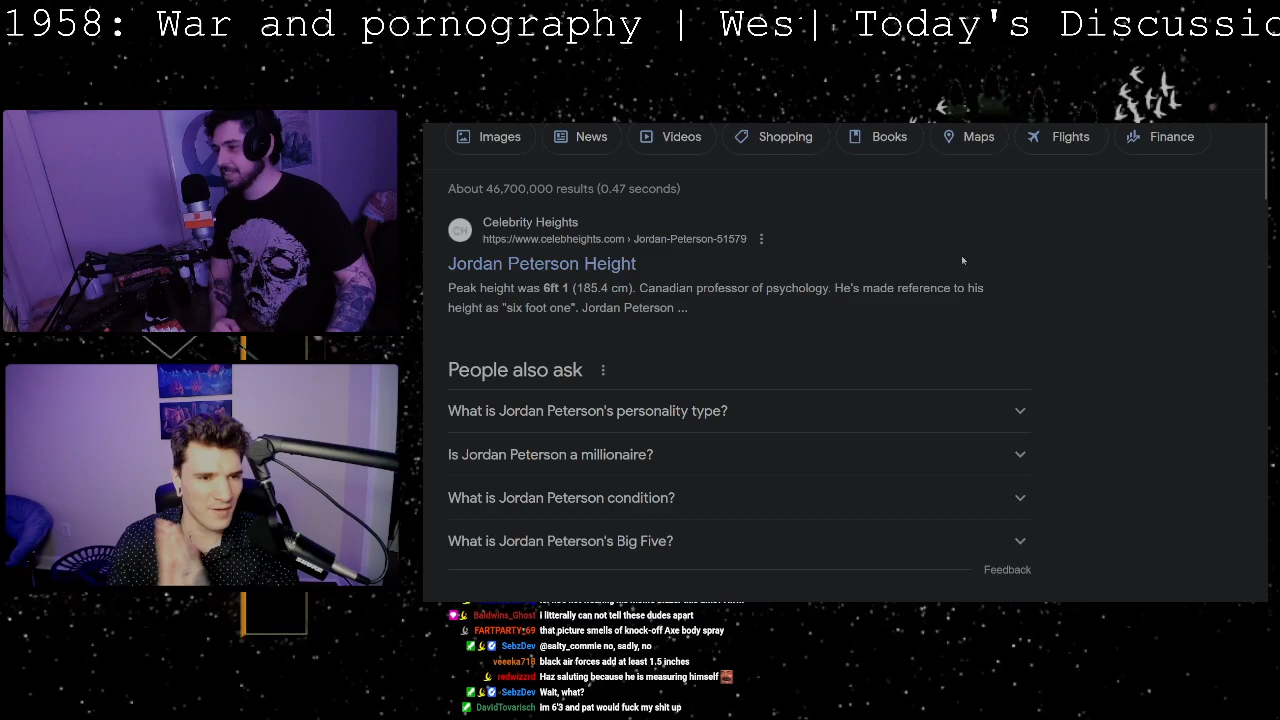 1958: War and pornography | Wes| Today's Discussio
Images News Videos Shopping Books Maps Flights Finance
About 46,700,000 results (0.47 seconds)
CH Celebrity Heights
https://www.celebheights.com › Jordan-Peterson-51579
Jordan Peterson Height
Peak height was 6ft 1 (185.4 cm). Canadian professor of psychology. He's made reference to his
height as "six foot one". Jordan Peterson ...
People also ask
What is Jordan Peterson's personality type?
Is Jordan Peterson a millionaire?
What is Jordan Peterson condition?
What is Jordan Peterson's Big Five?
Feedback
SHURE
Baldwins_Ghost i litterally can not tell these dudes apart
FARTPARTY_69 that picture smells of knock-off Axe body spray
SebzDev @salty_commie no, sadly, no
veeeka718 black air forces add at least 1.5 inches
redwizzrd Haz saluting because he is measuring himself
SebzDev Wait, what?
DavidTovarisch im 6'3 and pat would fuck my shit up